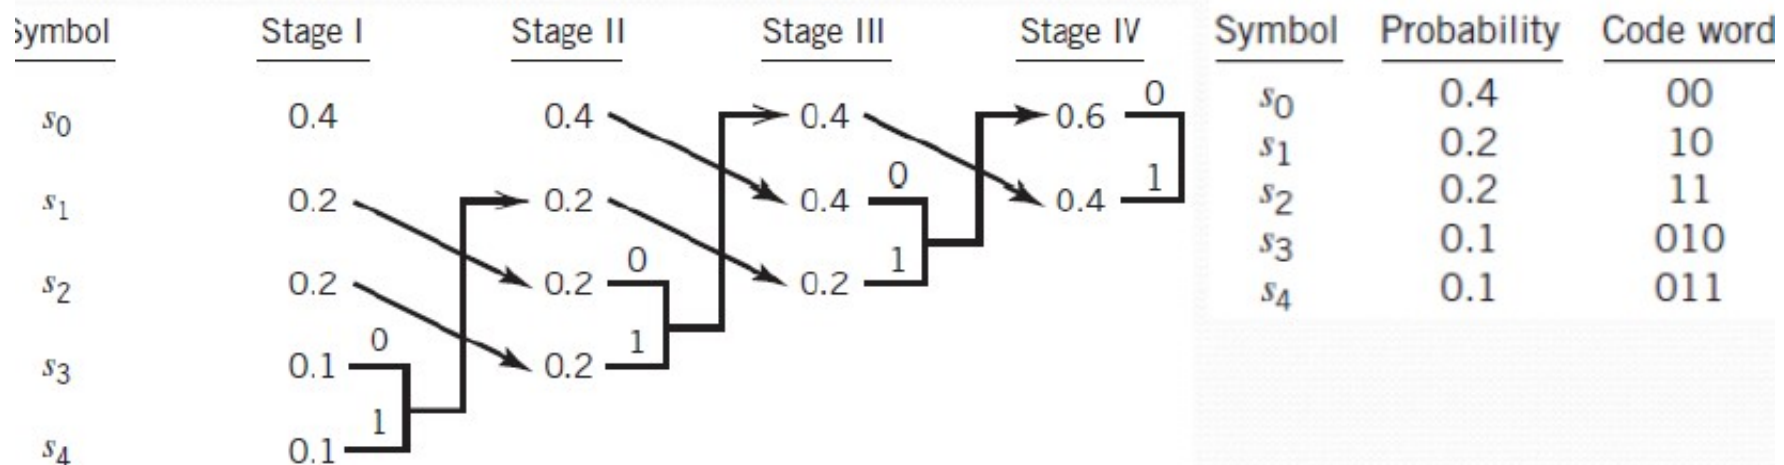 Symbol Stage I Stage II Stage III Stage IV
s0 0.4 0.4 0.4 0.6 0
s1 0.2 0.2 0.4 0 0.4 1
s2 0.2 0.2 0 0.2 1
s3 0.1 0 0.2 1
s4 0.1 1
Symbol Probability Code word
s0 0.4 00
s1 0.2 10
s2 0.2 11
s3 0.1 010
s4 0.1 011